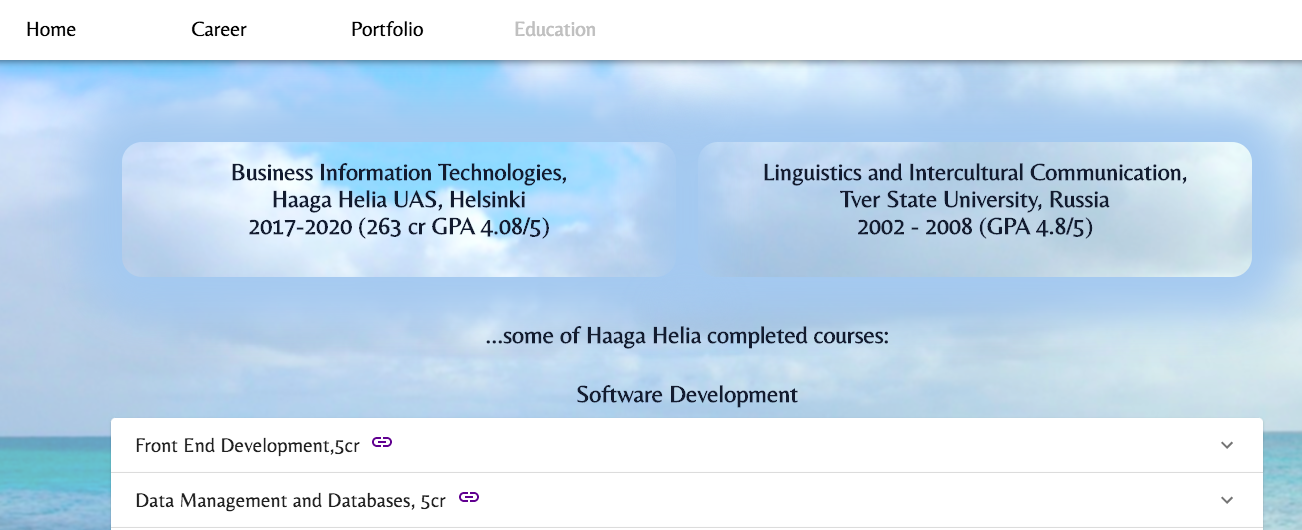 Home Career Portfolio Education
Business Information Technologies,
Haaga Helia UAS, Helsinki
2017-2020 (263 cr GPA 4.08/5)
Linguistics and Intercultural Communication,
Tver State University, Russia
2002 - 2008 (GPA 4.8/5)
...some of Haaga Helia completed courses:
Software Development
Front End Development,5cr
Data Management and Databases, 5cr